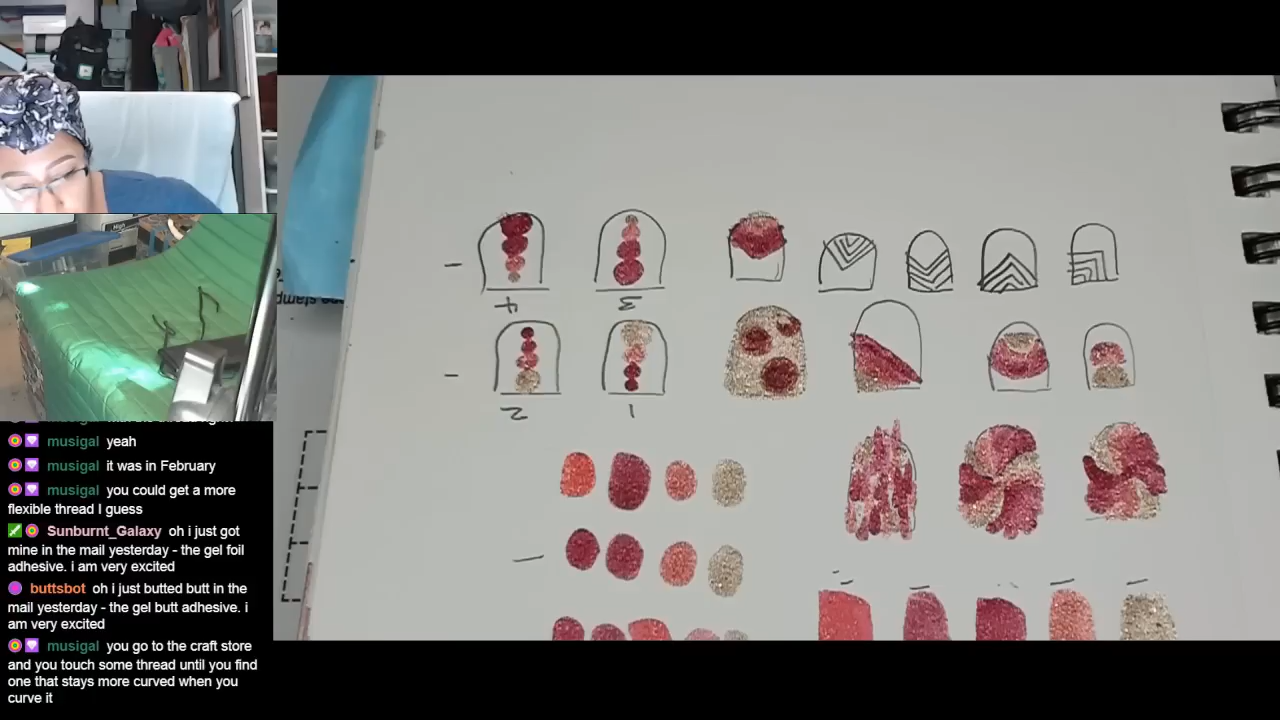 musigal yeah
musigal it was in February
musigal you could get a more
flexible thread I guess
Sunburnt_Galaxy oh i just got
mine in the mail yesterday - the gel foil
adhesive. i am very excited
buttsbot oh i just butted butt in the
mail yesterday - the gel butt adhesive. i
am very excited
musigal you go to the craft store
and you touch some thread until you find
one that stays more curved when you
curve it
High
4
3
2
1